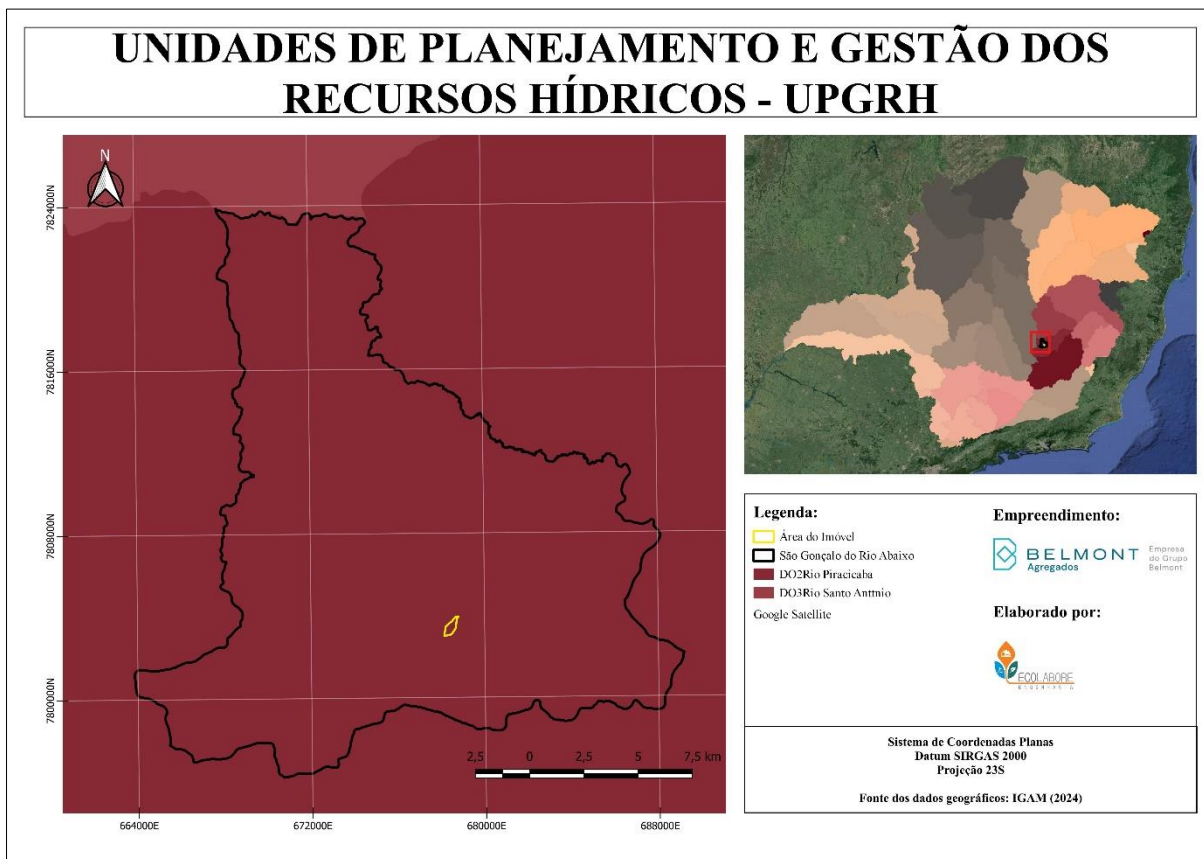 UNIDADES DE PLANEJAMENTO E GESTÃO DOS
RECURSOS HÍDRICOS - UPGRH
N
7824000N
7816000N
7808000N
7800000N
664000E
672000E
680000E
688000E
2,5 0 2,5 5 7,5 km
Legenda:
Área do Imóvel
São Gonçalo do Rio Abaixo
DO2Rio Piracicaba
DO3Rio Santo Anttnio
Google Satellite
Empreendimento:
BELMONT
Agregados
Empresa
do Grupo
Belmont
Elaborado por:
ECOLABORE
ENGENHARIA
Sistema de Coordenadas Planas
Datum SIRGAS 2000
Projeção 23S
Fonte dos dados geográficos: IGAM (2024)